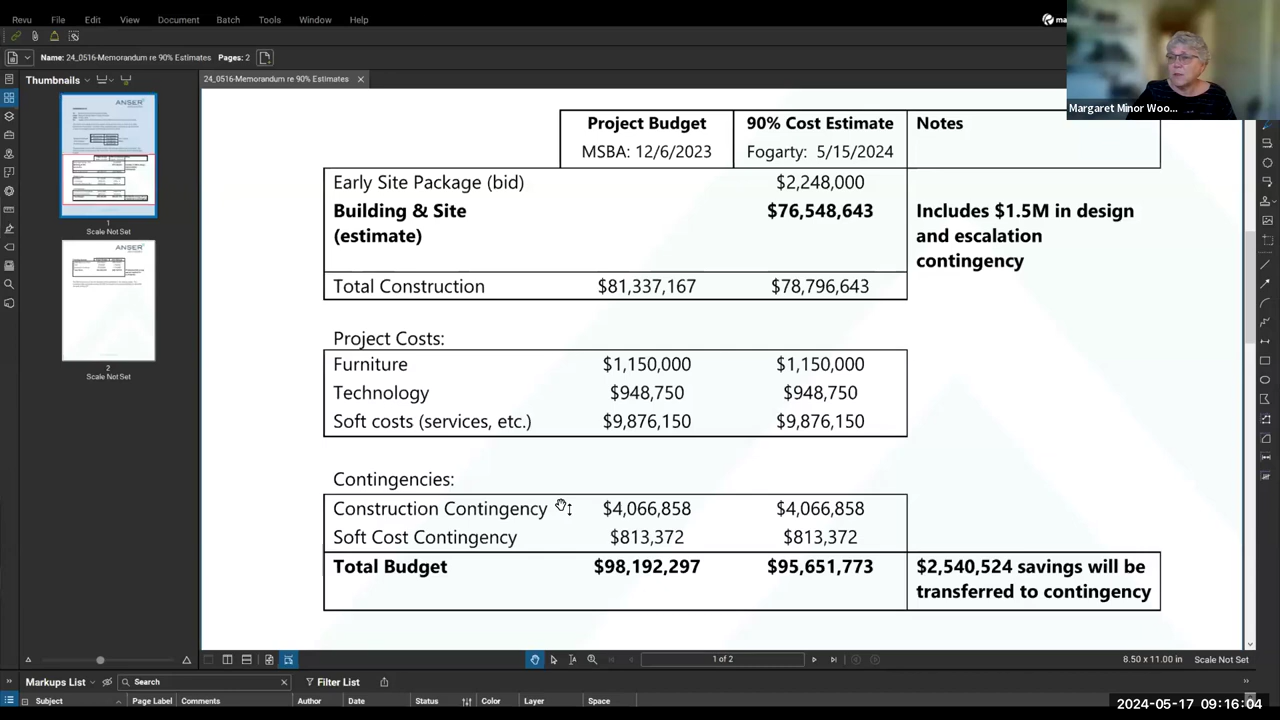 Revu File Edit View Document Batch Tools Window Help
Name: 24_0516-Memorandum re 90% Estimates Pages: 2
Thumbnails
24_0516-Memorandum re 90% Estimates
Margaret Minor Woo...
Project Budget 90% Cost Estimate Notes
MSBA: 12/6/2023 Fogarty: 5/15/2024
Early Site Package (bid) $2,248,000
Building & Site $76,548,643 Includes $1.5M in design
(estimate) and escalation
contingency
Total Construction $81,337,167 $78,796,643
Project Costs:
Furniture $1,150,000 $1,150,000
Technology $948,750 $948,750
Soft costs (services, etc.) $9,876,150 $9,876,150
Contingencies:
Construction Contingency $4,066,858 $4,066,858
Soft Cost Contingency $813,372 $813,372
Total Budget $98,192,297 $95,651,773 $2,540,524 savings will be
transferred to contingency
ANSER
1
Scale Not Set
ANSER
2
Scale Not Set
1 of 2 8.50 x 11.00 in Scale Not Set
Markups List Search Filter List
Subject Page Label Comments Author Date Status Color Layer Space
2024-05-17 09:16:04